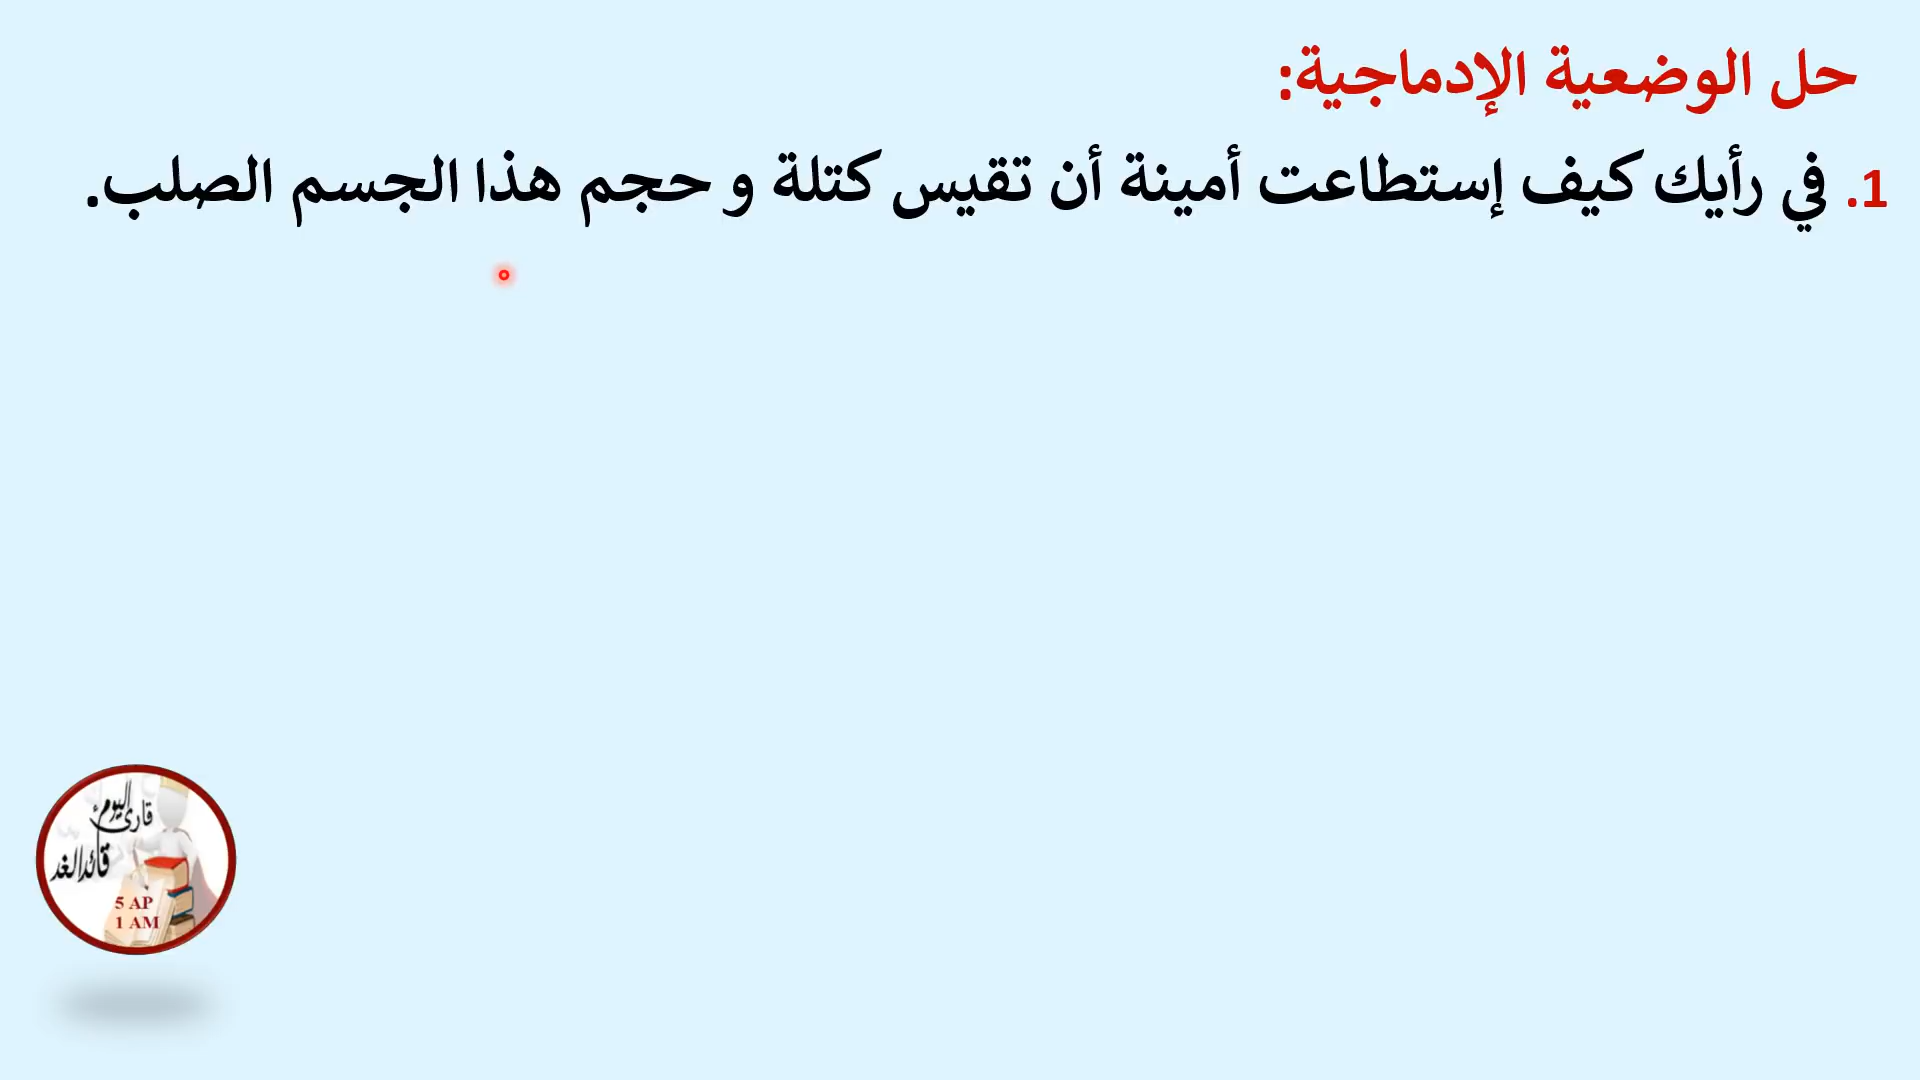 حل الوضعية الإدماجية:
1. في رأيك كيف إستطاعت أمينة أن تقيس كتلة و حجم هذا الجسم الصلب.
قارئ اليوم
قائد الغد
5 AP
1 AM